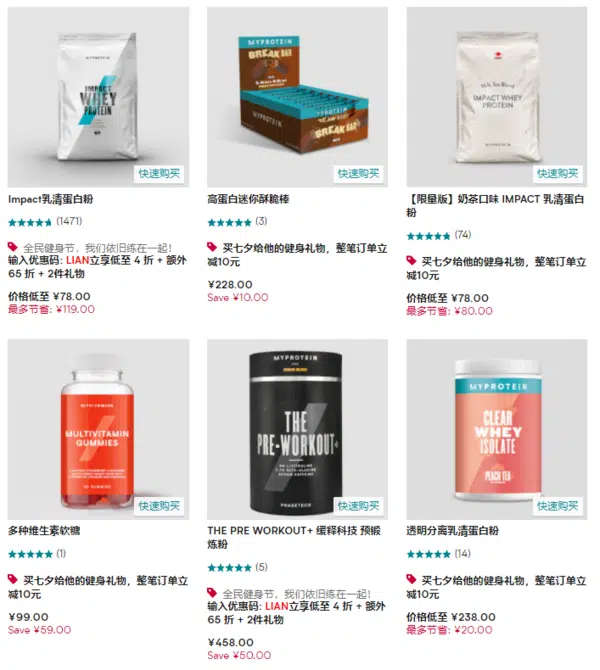 MYPROTEIN
IMPACT
WHEY
PROTEIN
快速购买
Impact乳清蛋白粉
(1471)
全民健身节，我们依旧练在一起！
输入优惠码: LIAN立享低至 4 折 + 额外
65 折 + 2件礼物
价格低至 ¥78.00
最多节省: ¥119.00
MYPROTEIN
BREAK BAR
MYPROTEIN
BREAK BAR
快速购买
高蛋白迷你酥脆棒
(3)
买七夕给他的健身礼物，整笔订单立
减10元
¥228.00
Save ¥10.00
Milk Tea Blend
IMPACT WHEY
PROTEIN
MYPROTEIN
快速购买
【限量版】奶茶口味 IMPACT 乳清蛋白
粉
(74)
买七夕给他的健身礼物，整笔订单立
减10元
价格低至 ¥78.00
最多节省: ¥80.00
MYVITAMINS
MULTIVITAMIN
GUMMIES
快速购买
多种维生素软糖
(1)
买七夕给他的健身礼物，整笔订单立
减10元
¥99.00
Save ¥59.00
MYPROTEIN
THE
PRE-WORKOUT+
PHASETECH
快速购买
THE PRE WORKOUT+ 缓释科技 预锻
炼粉
(5)
全民健身节，我们依旧练在一起！
输入优惠码: LIAN立享低至 4 折 + 额外
65 折 + 2件礼物
¥458.00
Save ¥50.00
MYPROTEIN
CLEAR
WHEY
ISOLATE
PEACH TEA
快速购买
透明分离乳清蛋白粉
(14)
买七夕给他的健身礼物，整笔订单立
减10元
价格低至 ¥238.00
最多节省: ¥20.00